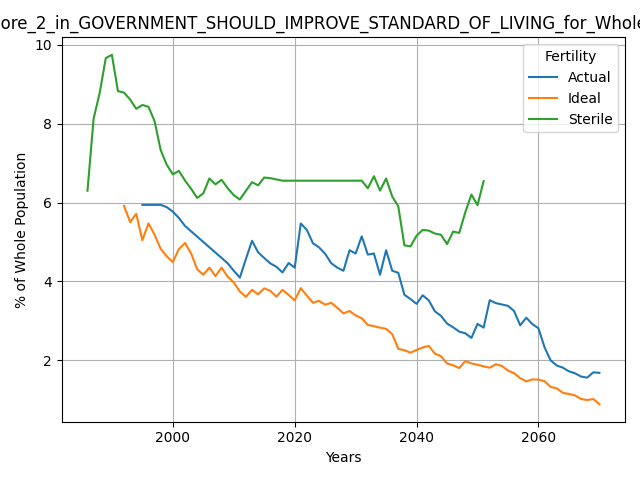 ore_2_in_GOVERNMENT_SHOULD_IMPROVE_STANDARD_OF_LIVING_for_Whole
Fertility
Actual
Ideal
Sterile
% of Whole Population
10
8
6
4
2
2000 2020 2040 2060
Years